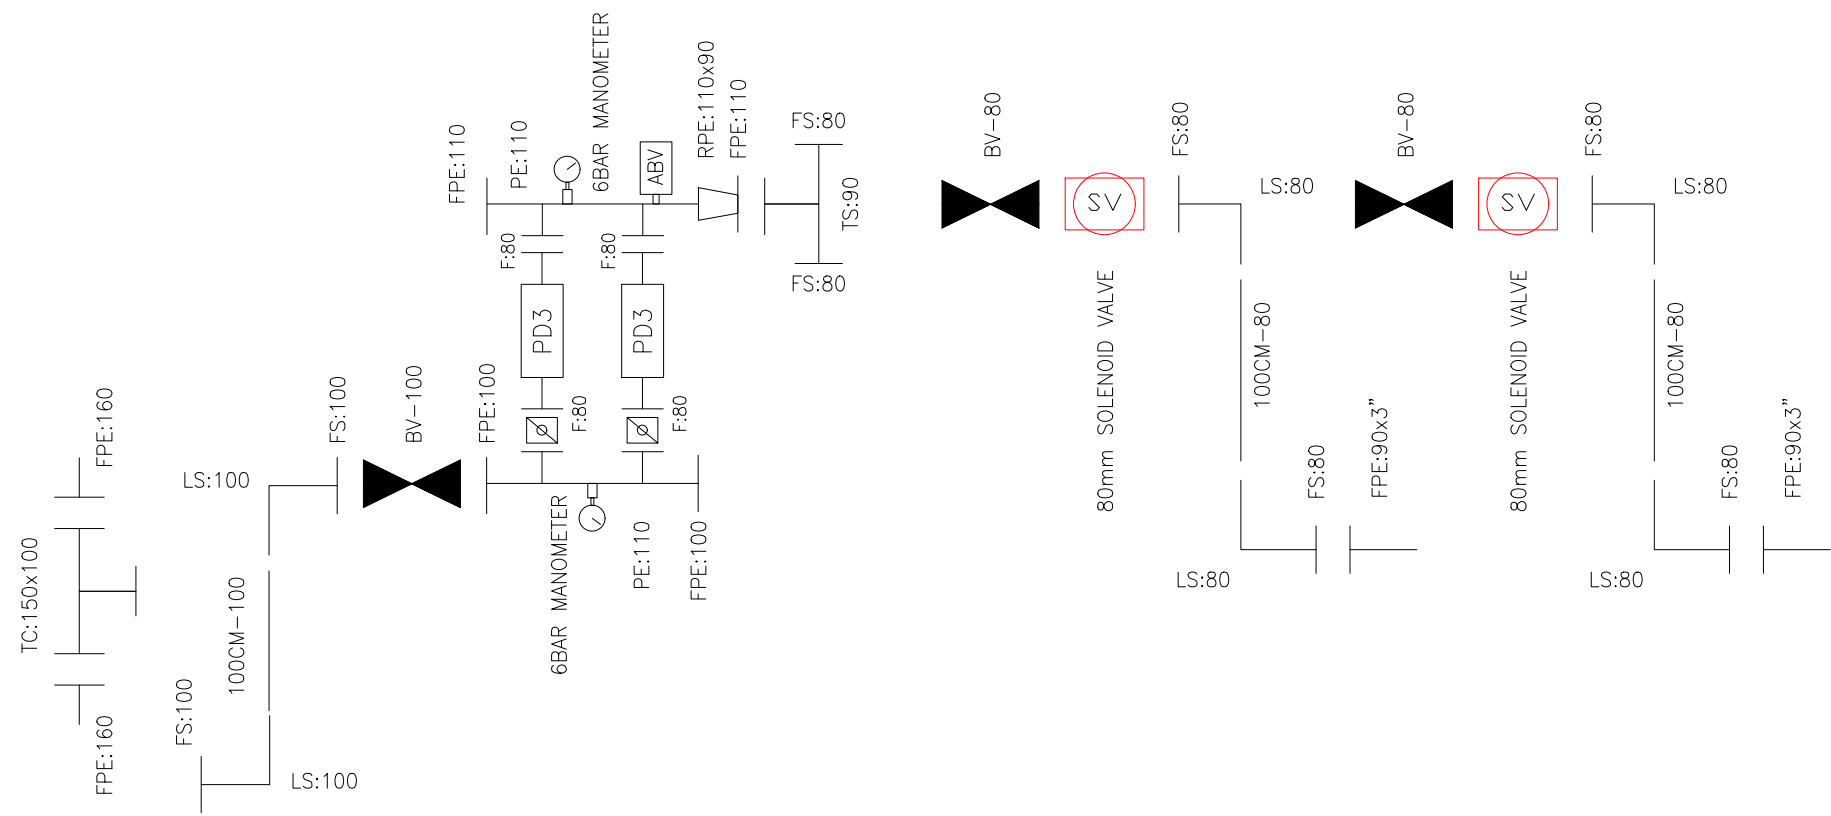 FPE:160
TC:150x100
FPE:160
FS:100
100CM-100
LS:100
LS:100
FS:100
BV-100
FPE:100
FPE:110
PE:110
6BAR MANOMETER
ABV
RPE:110x90
FPE:110
F:80
F:80
PD3
PD3
F:80
F:80
6BAR MANOMETER
PE:110
FPE:100
FS:80
TS:90
FS:80
BV-80
SV
80mm SOLENOID VALVE
FS:80
LS:80
100CM-80
FS:80
FPE:90x3"
LS:80
BV-80
SV
80mm SOLENOID VALVE
FS:80
LS:80
100CM-80
FS:80
FPE:90x3"
LS:80